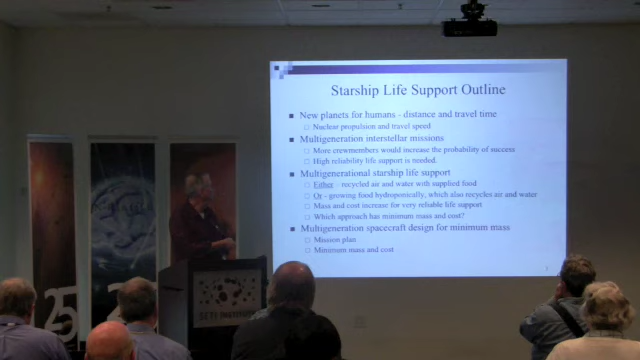 Starship Life Support Outline
New planets for humans - distance and travel time
Nuclear propulsion and travel speed
Multigeneration interstellar missions
More crewmembers would increase the probability of success
High reliability life support is needed.
Multigenerational starship life support
Either - recycled air and water with supplied food
Or - growing food hydroponically, which also recycles air and water
Mass and cost increase for very reliable life support
Which approach has minimum mass and cost?
Multigeneration spacecraft design for minimum mass
Mission plan
Minimum mass and cost
25
SETI INSTITUTE